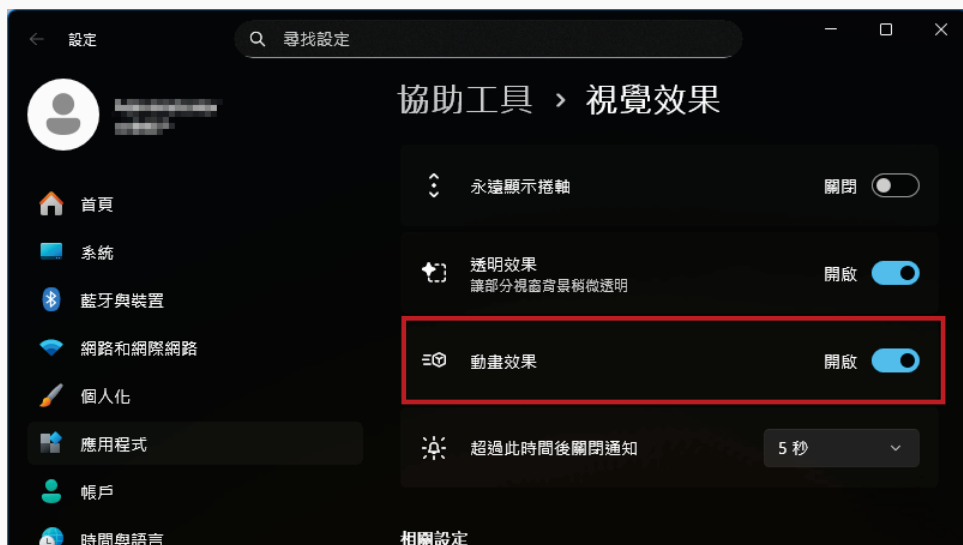 設定
尋找設定
協助工具 › 視覺效果
首頁
系統
藍牙與裝置
網路和網際網路
個人化
應用程式
帳戶
時間與語言
永遠顯示捲軸
關閉
透明效果
讓部分視窗背景稍微透明
開啟
動畫效果
開啟
超過此時間後關閉通知
5 秒
相關設定